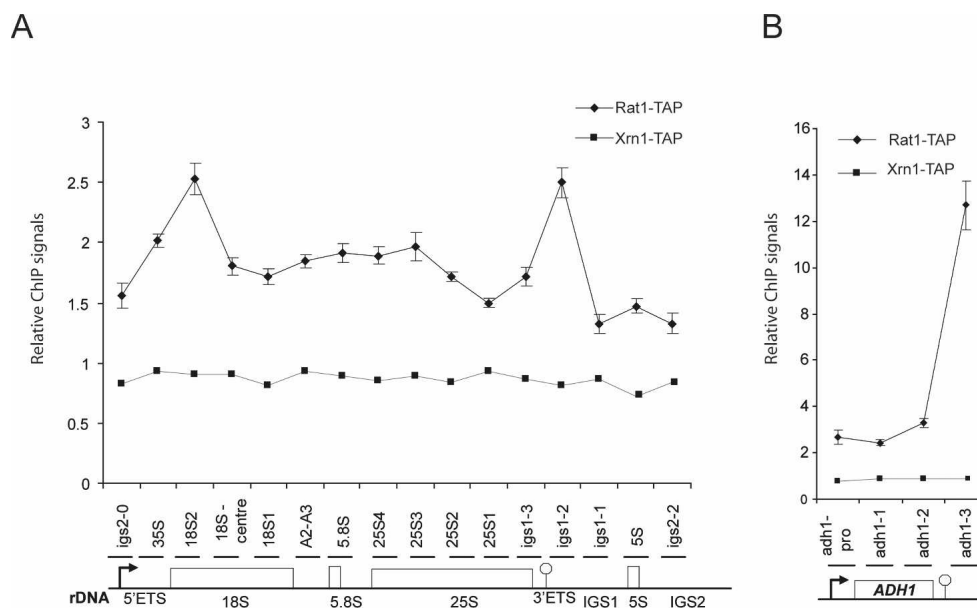 A
Rat1-TAP
Xrn1-TAP
Relative ChIP signals
3
2.5
2
1.5
1
0.5
0
igs2-0
35S
18S2
18S -
centre
18S1
A2-A3
5.8S
25S4
25S3
25S2
25S1
igs1-3
igs1-2
igs1-1
5S
igs2-2
rDNA
5'ETS
18S
5.8S
25S
3'ETS
IGS1
5S
IGS2
B
Rat1-TAP
Xrn1-TAP
Relative ChIP signals
16
14
12
10
8
6
4
2
0
adh1-
pro
adh1-1
adh1-2
adh1-3
ADH1